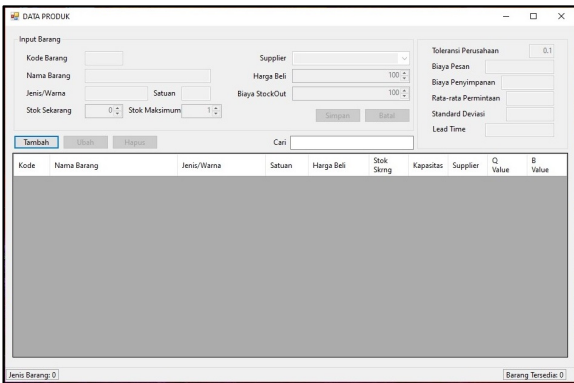 DATA PRODUK
Input Barang
Kode Barang
Nama Barang
Jenis/Warna
Satuan
Stok Sekarang 0 Stok Maksimum 1
Supplier
Harga Beli 100
Biaya StockOut 100
Simpan Batal
Toleransi Perusahaan 0,1
Biaya Pesan
Biaya Penyimpanan
Rata-rata Permintaan
Standard Deviasi
Lead Time
Tambah Ubah Hapus Cari
Kode Nama Barang Jenis/Warna Satuan Harga Beli Stok Skrng Kapasitas Supplier Q Value B Value
Jenis Barang: 0 Barang Tersedia: 0